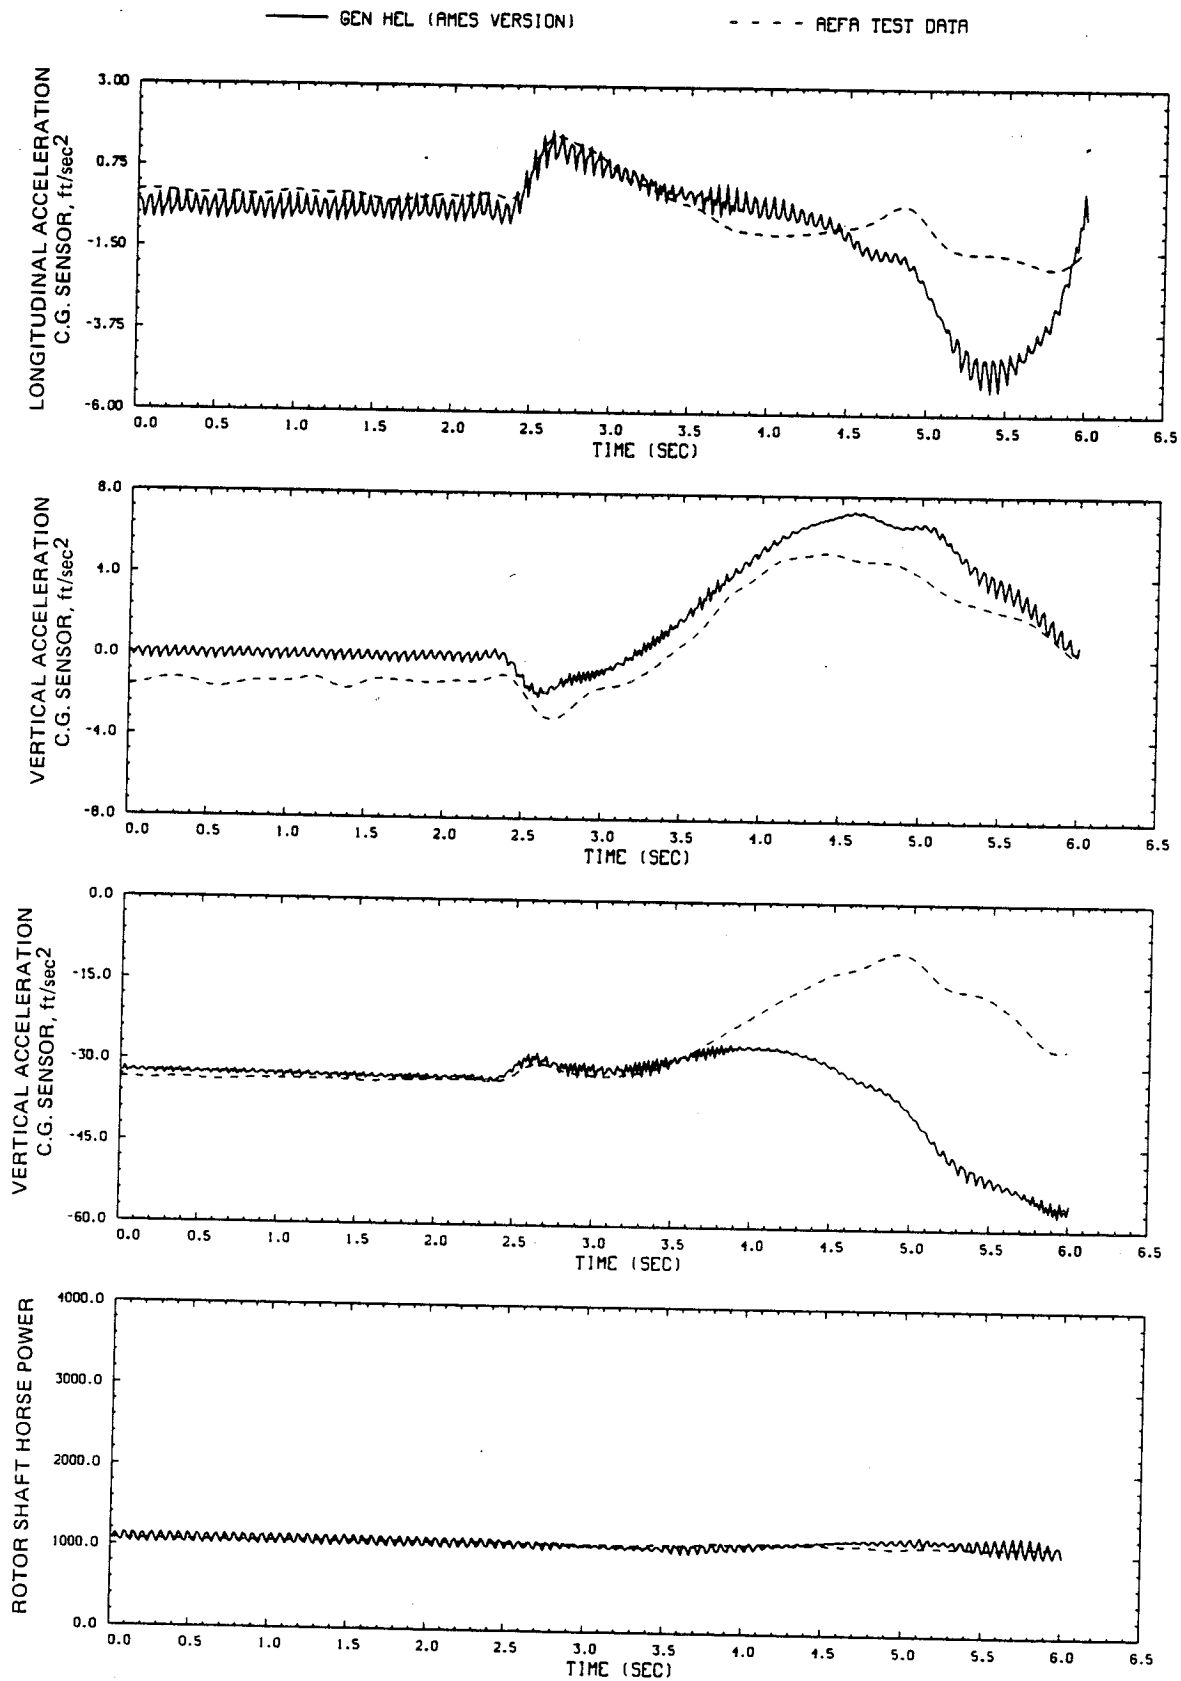 GEN HEL (AMES VERSION)
AEFA TEST DATA
LONGITUDINAL ACCELERATION
C.G. SENSOR, ft/sec2
3.00
0.75
-1.50
-3.75
-6.00
0.0 0.5 1.0 1.5 2.0 2.5 3.0 3.5 4.0 4.5 5.0 5.5 6.0 6.5
TIME (SEC)
VERTICAL ACCELERATION
C.G. SENSOR, ft/sec2
8.0
4.0
0.0
-4.0
-8.0
0.0 0.5 1.0 1.5 2.0 2.5 3.0 3.5 4.0 4.5 5.0 5.5 6.0 6.5
TIME (SEC)
VERTICAL ACCELERATION
C.G. SENSOR, ft/sec2
0.0
-15.0
-30.0
-45.0
-60.0
0.0 0.5 1.0 1.5 2.0 2.5 3.0 3.5 4.0 4.5 5.0 5.5 6.0 6.5
TIME (SEC)
ROTOR SHAFT HORSE POWER
4000.0
3000.0
2000.0
1000.0
0.0
0.0 0.5 1.0 1.5 2.0 2.5 3.0 3.5 4.0 4.5 5.0 5.5 6.0 6.5
TIME (SEC)